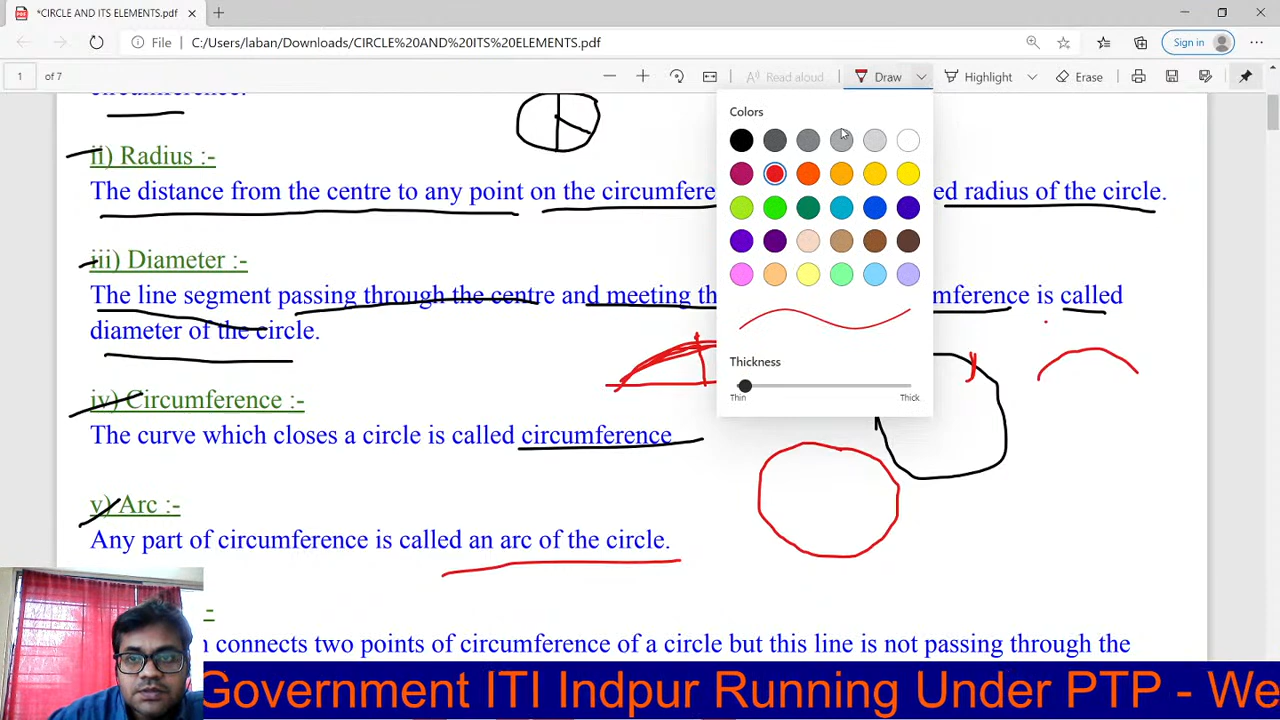 *CIRCLE AND ITS ELEMENTS.pdf
File C:/Users/laban/Downloads/CIRCLE%20AND%20ITS%20ELEMENTS.pdf Sign in
1 of 7 Read aloud Draw Highlight Erase
circumference.
Colors
ii) Radius :-
The distance from the centre to any point on the circumfere ed radius of the circle.
iii) Diameter :-
The line segment passing through the centre and meeting th mference is called
diameter of the circle.
Thickness
Thin Thick
iv) Circumference :-
The curve which closes a circle is called circumference
v) Arc :-
Any part of circumference is called an arc of the circle.
:-
connects two points of circumference of a circle but this line is not passing through the
Government ITI Indpur Running Under PTP - We